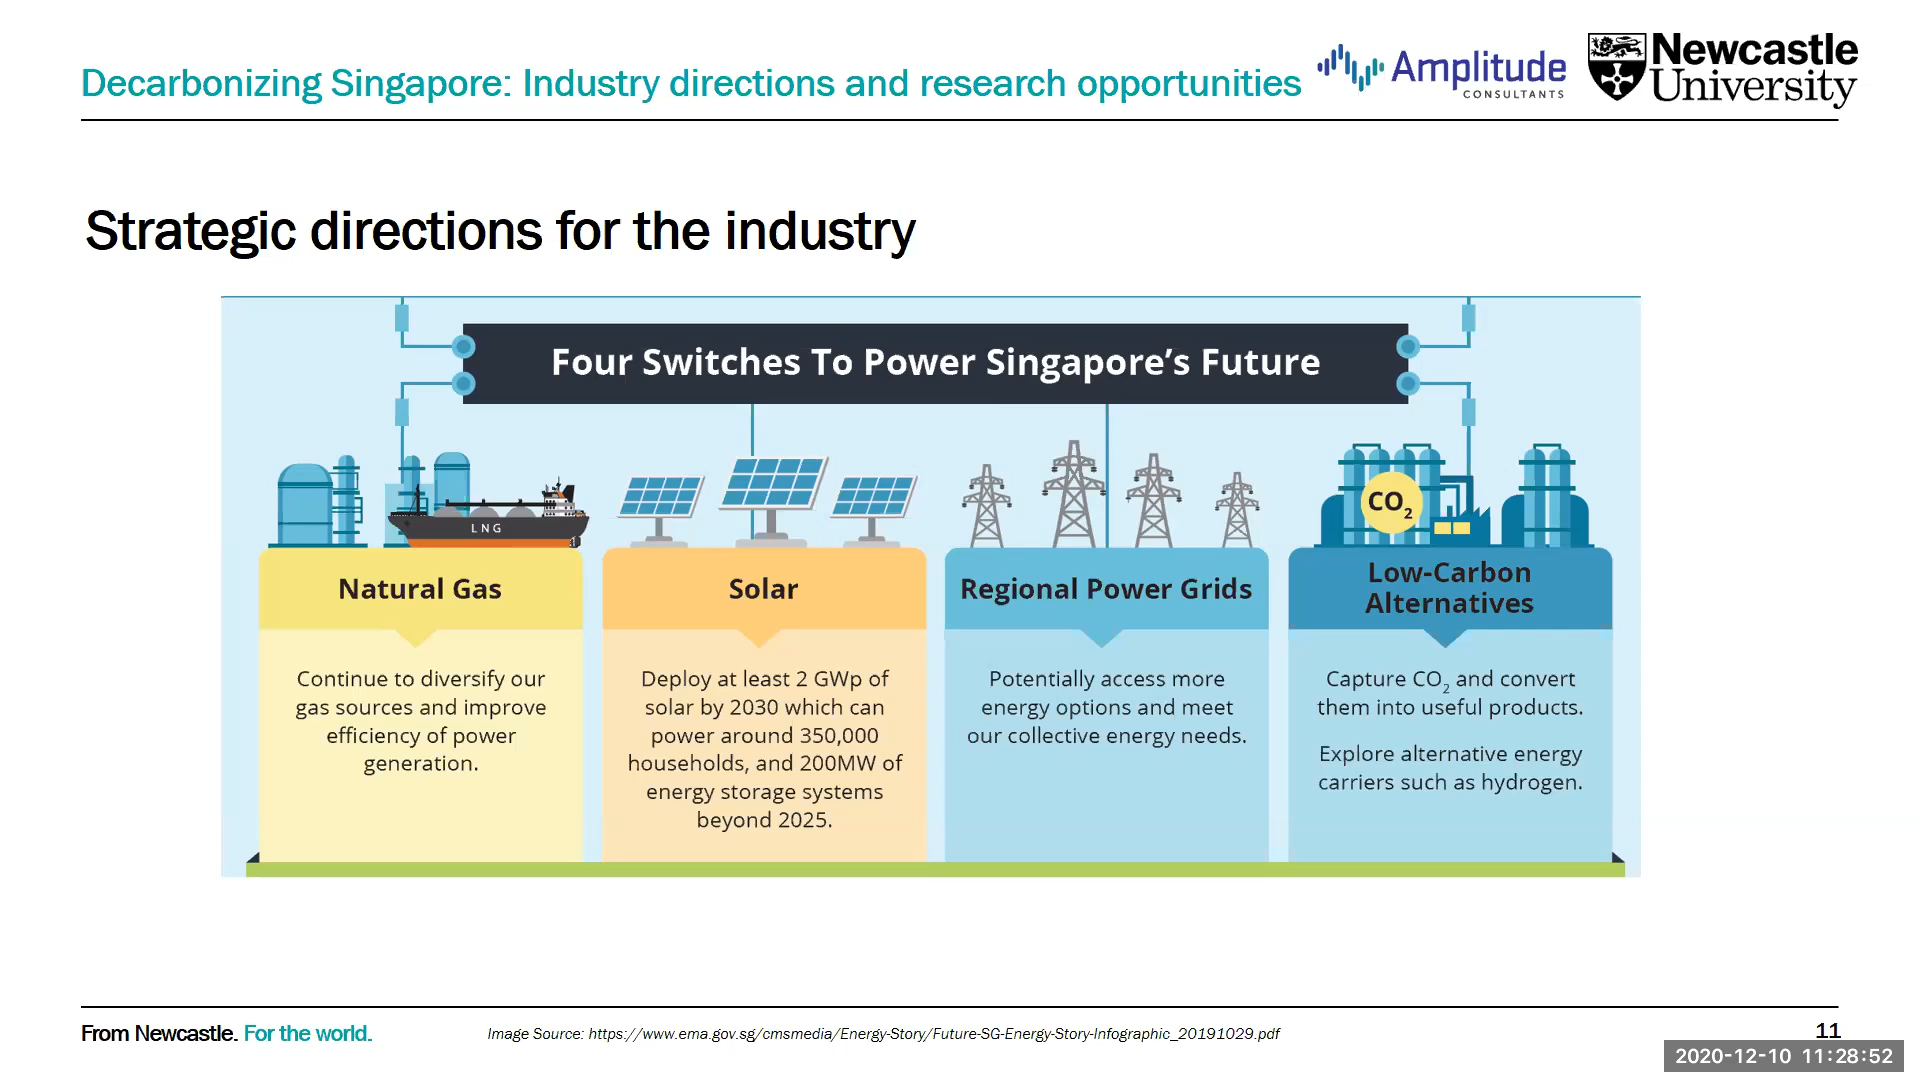 Decarbonizing Singapore: Industry directions and research opportunities
Amplitude
CONSULTANTS
Newcastle
University
Strategic directions for the industry
Four Switches To Power Singapore’s Future
LNG
CO2
Natural Gas
Continue to diversify our
gas sources and improve
efficiency of power
generation.
Solar
Deploy at least 2 GWp of
solar by 2030 which can
power around 350,000
households, and 200MW of
energy storage systems
beyond 2025.
Regional Power Grids
Potentially access more
energy options and meet
our collective energy needs.
Low-Carbon
Alternatives
Capture CO2 and convert
them into useful products.
Explore alternative energy
carriers such as hydrogen.
From Newcastle. For the world.
Image Source: https://www.ema.gov.sg/cmsmedia/Energy-Story/Future-SG-Energy-Story-Infographic_20191029.pdf
11
2020-12-10 11:28:52